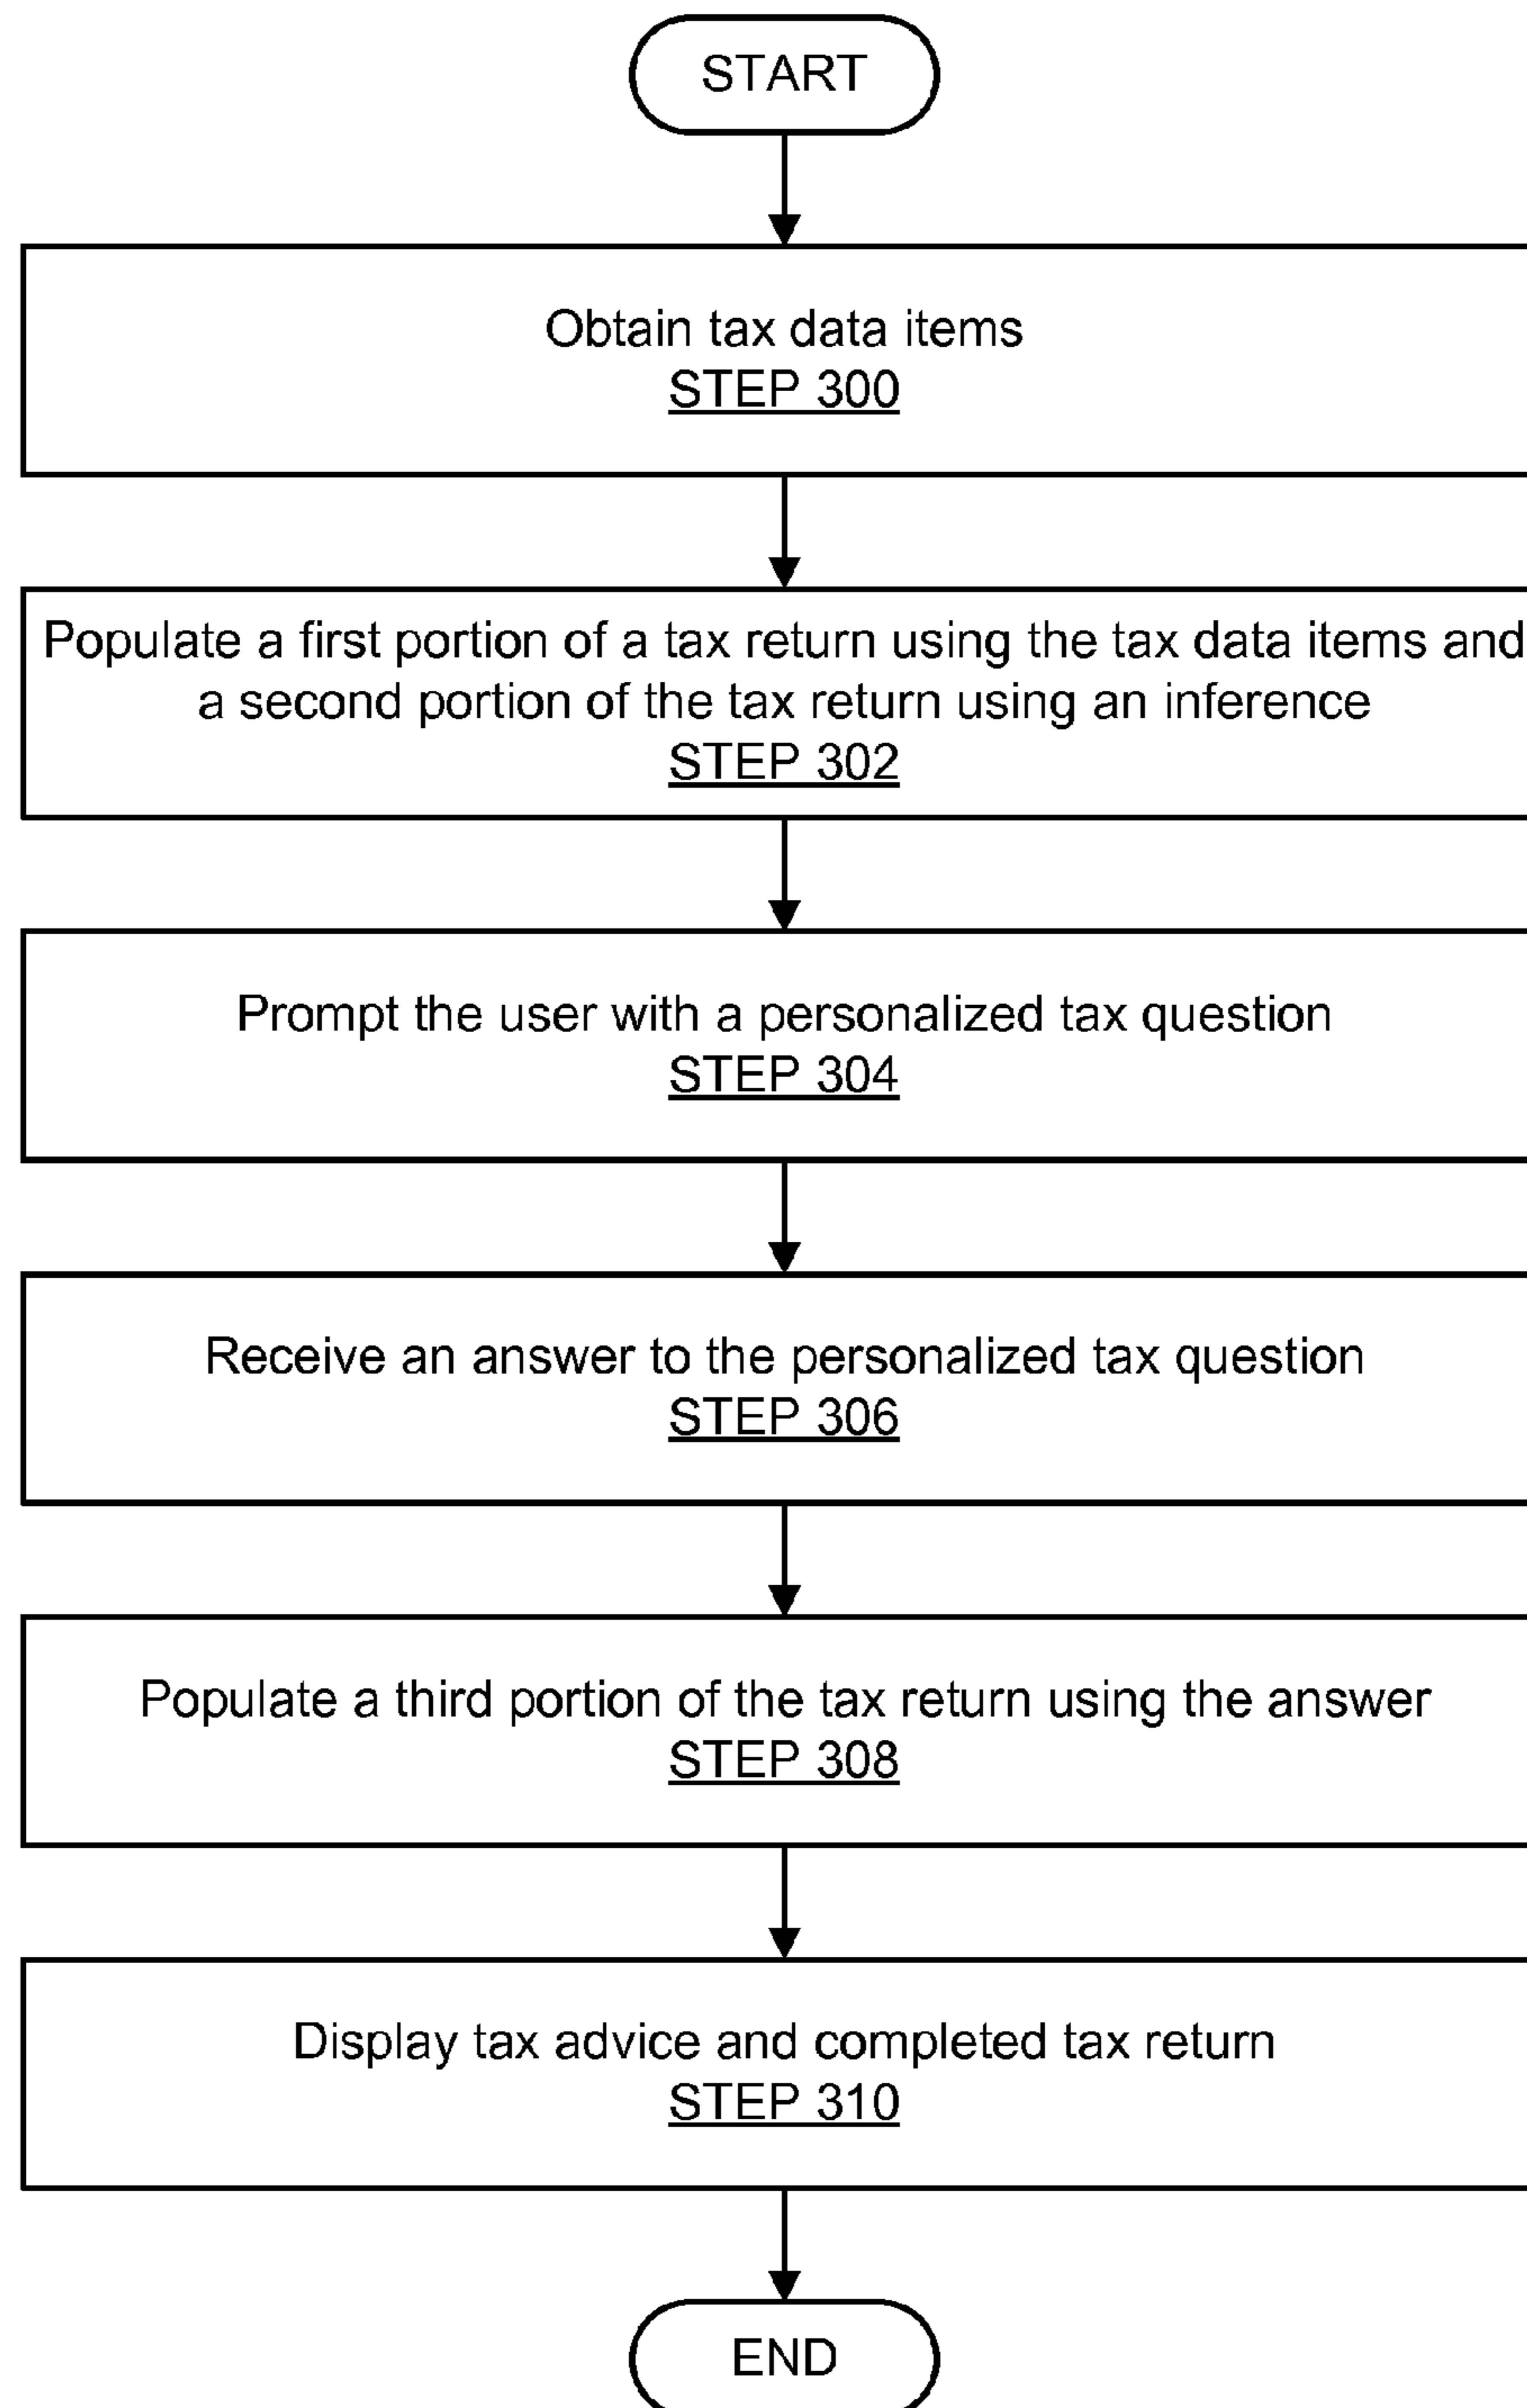 START
Obtain tax data items
STEP 300
Populate a first portion of a tax return using the tax data items and
a second portion of the tax return using an inference
STEP 302
Prompt the user with a personalized tax question
STEP 304
Receive an answer to the personalized tax question
STEP 306
Populate a third portion of the tax return using the answer
STEP 308
Display tax advice and completed tax return
STEP 310
END